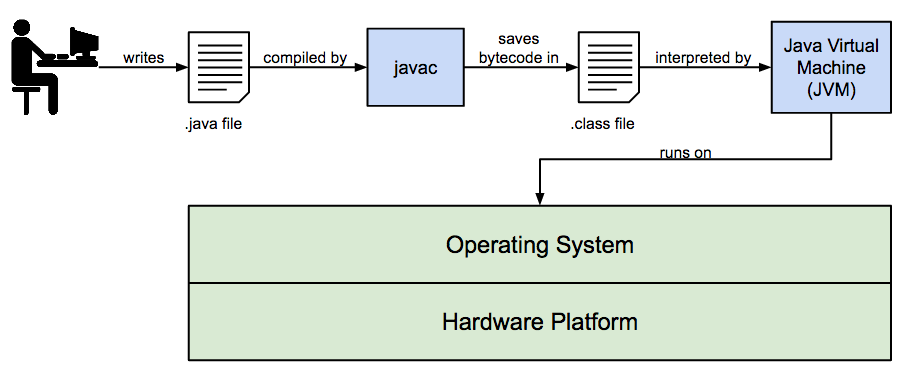 writes
.java file
compiled by
javac
saves
bytecode in
.class file
interpreted by
Java Virtual
Machine
(JVM)
runs on
Operating System
Hardware Platform